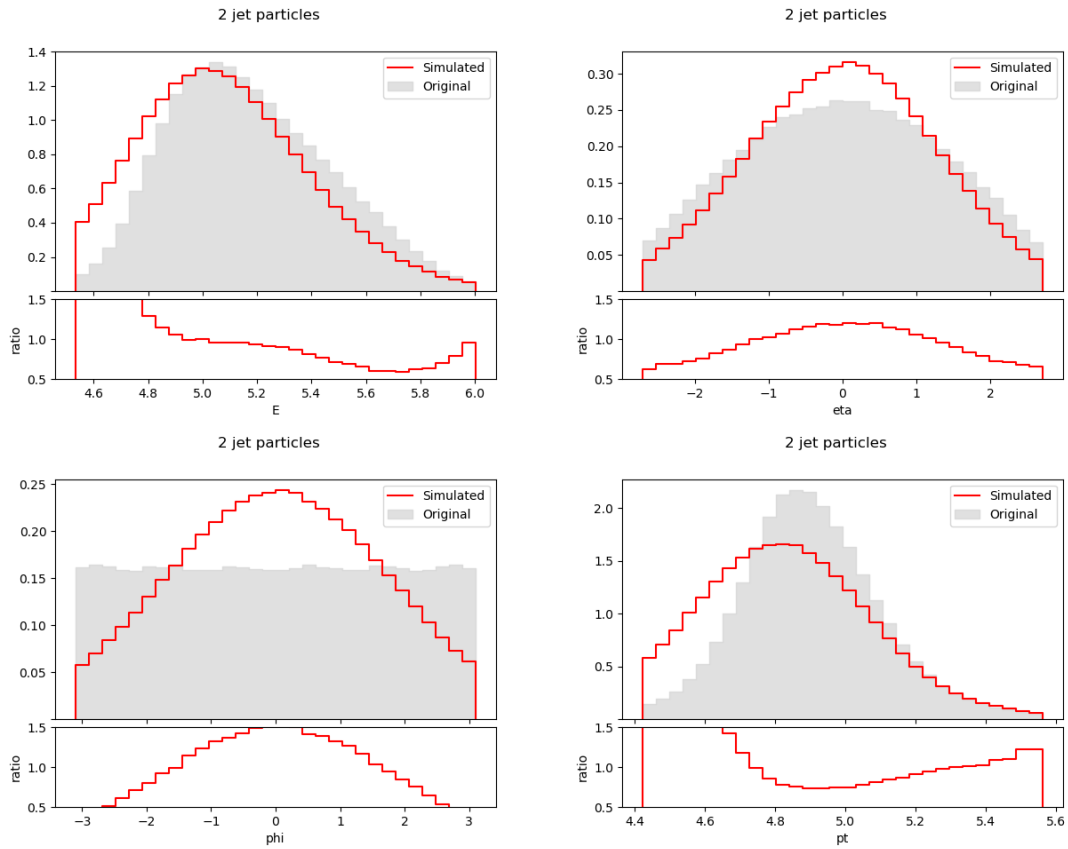 2 jet particles
1.4
1.2
1.0
0.8
0.6
0.4
0.2
Simulated
Original
1.5
1.0
0.5
ratio
4.6 4.8 5.0 5.2 5.4 5.6 5.8 6.0
E
2 jet particles
0.30
0.25
0.20
0.15
0.10
0.05
Simulated
Original
1.5
1.0
0.5
ratio
−2 −1 0 1 2
eta
2 jet particles
0.25
0.20
0.15
0.10
0.05
Simulated
Original
1.5
1.0
0.5
ratio
−3 −2 −1 0 1 2 3
phi
2 jet particles
2.0
1.5
1.0
0.5
Simulated
Original
1.5
1.0
0.5
ratio
4.4 4.6 4.8 5.0 5.2 5.4 5.6
pt